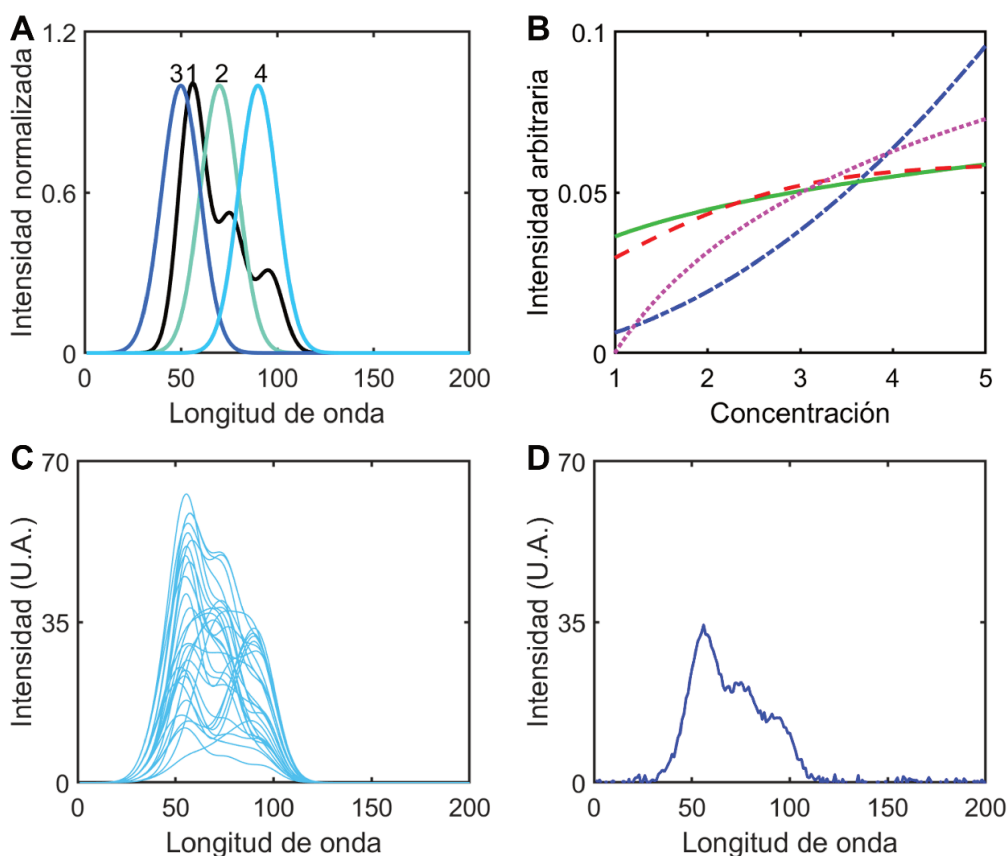 A
1.2
0.6
0
31 2 4
0 50 100 150 200
Longitud de onda
Intensidad normalizada
B
0.1
0.05
0
1 2 3 4 5
Concentración
Intensidad arbitraria
C
70
35
0
0 50 100 150 200
Longitud de onda
Intensidad (U.A.)
D
70
35
0
0 50 100 150 200
Longitud de onda
Intensidad (U.A.)